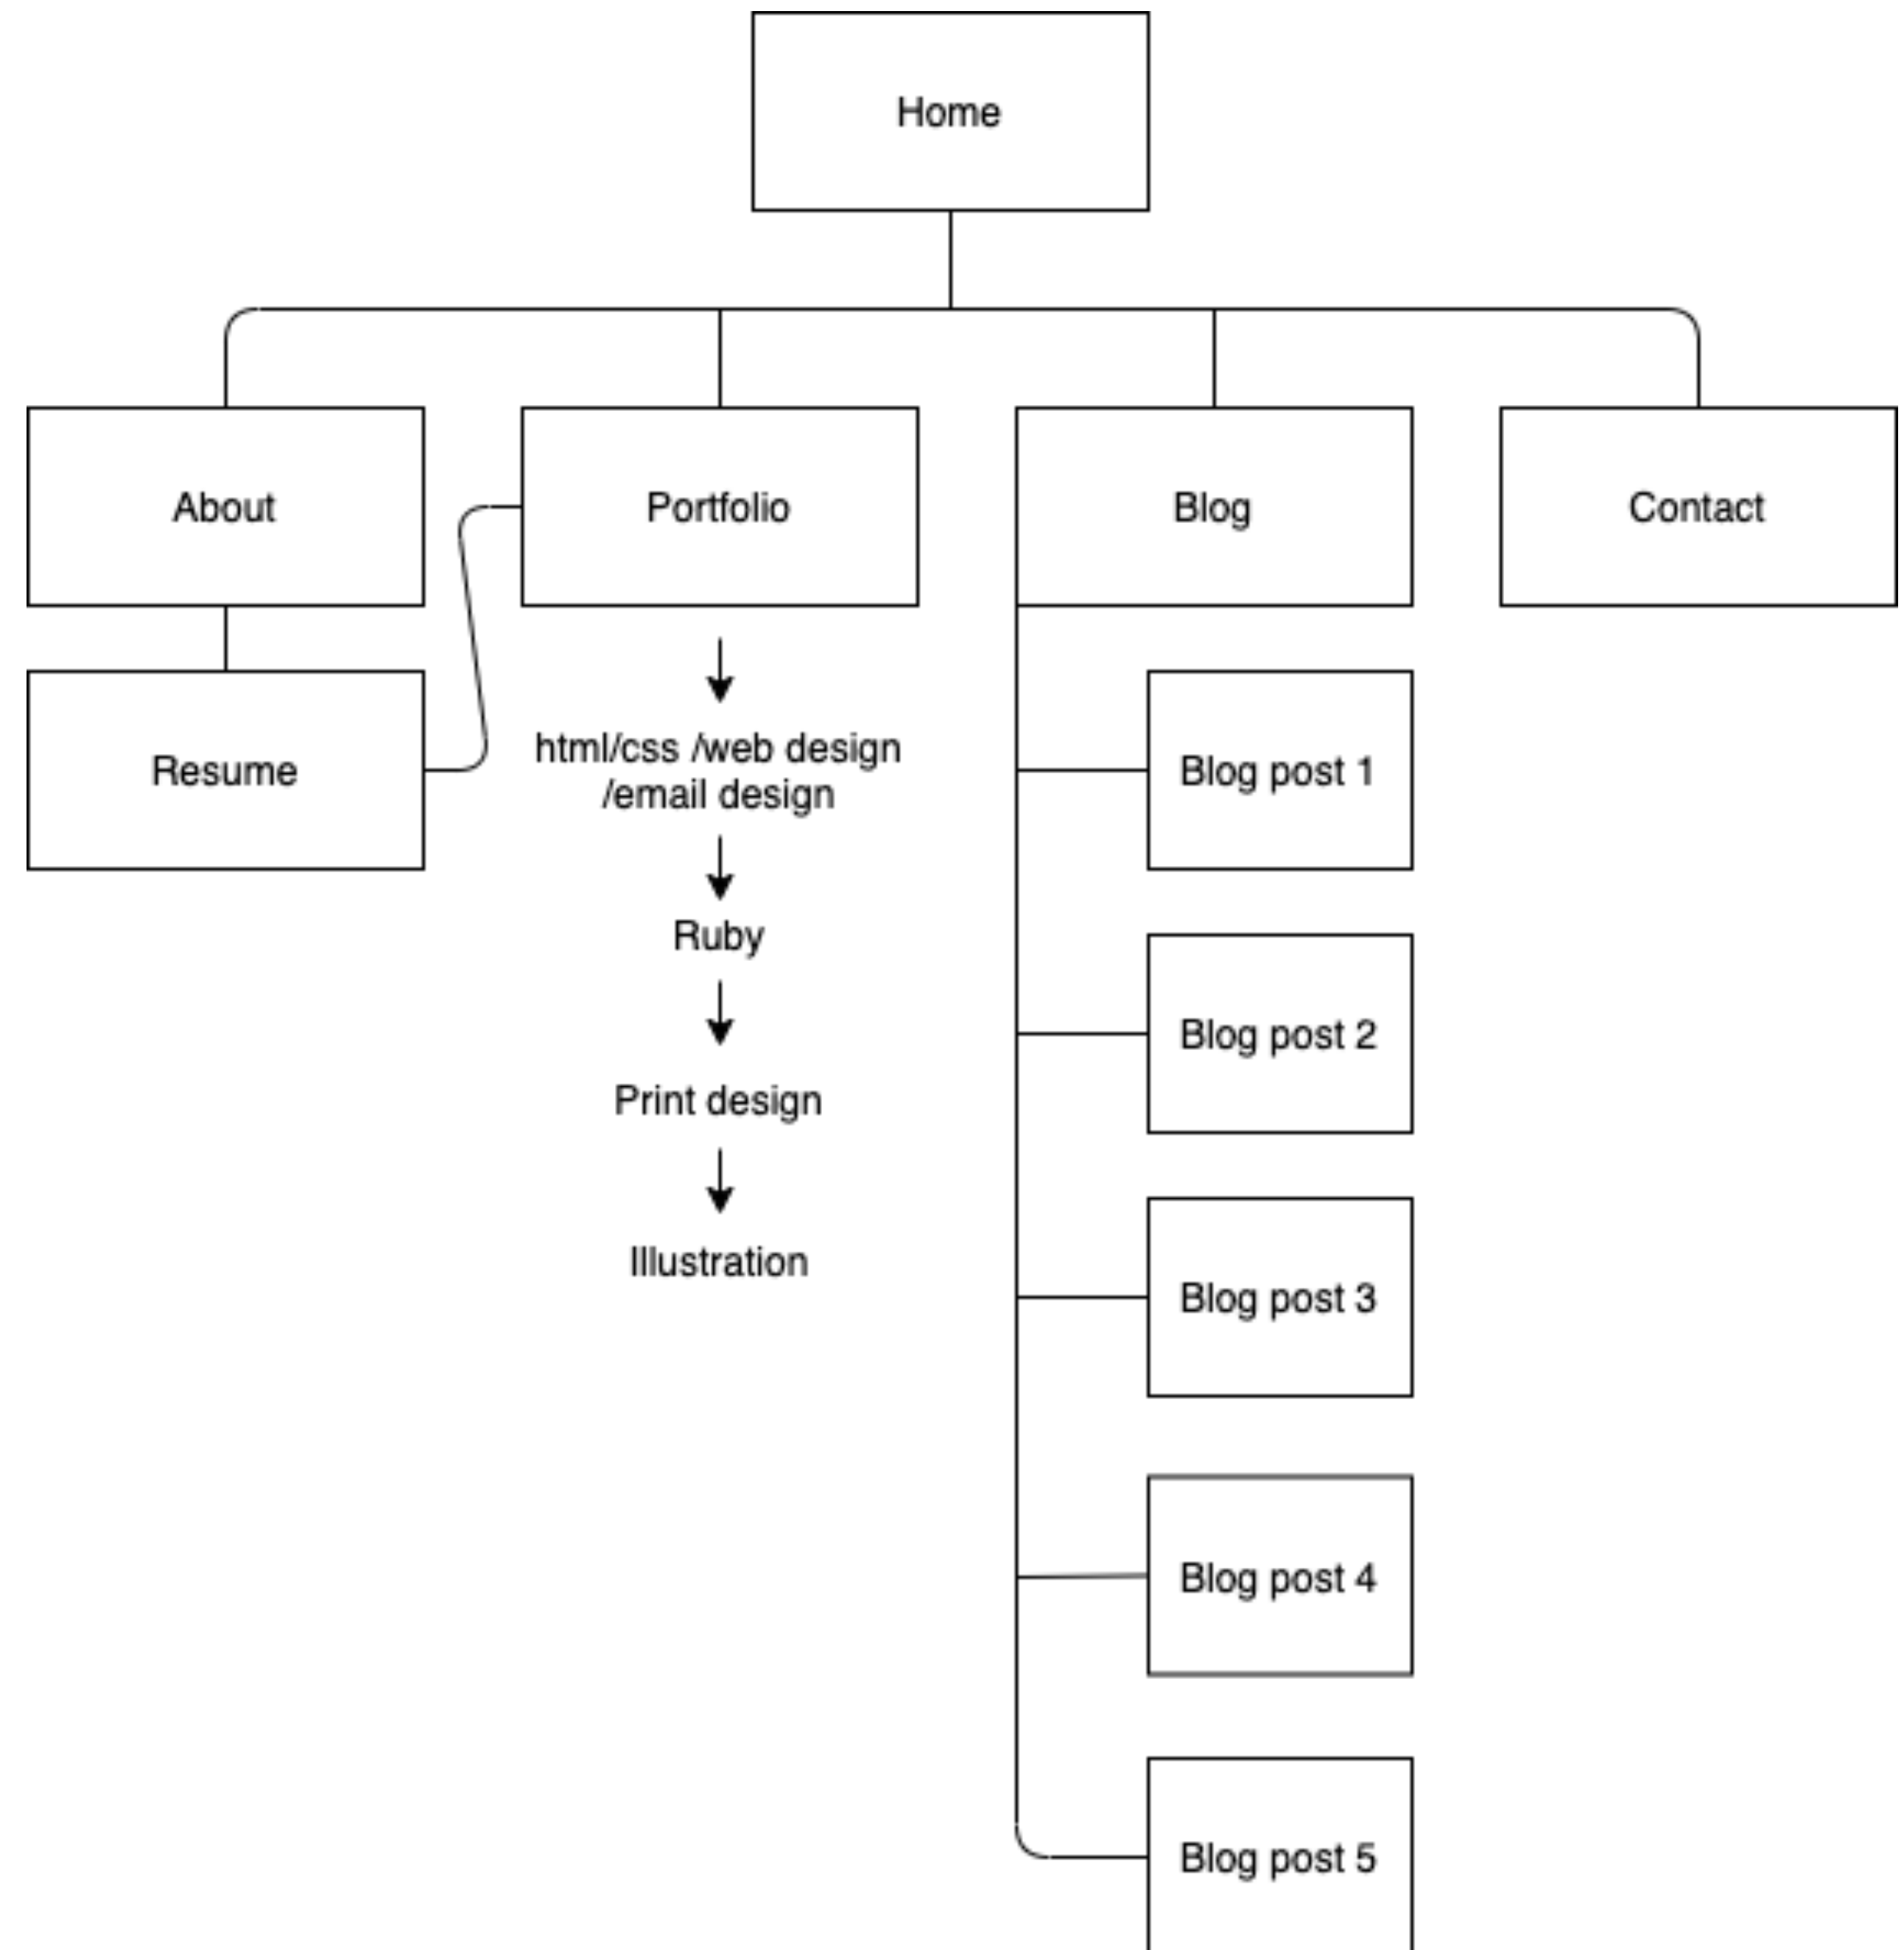 Home
About
Portfolio
Blog
Contact
Resume
html/css /web design
/email design
Ruby
Print design
Illustration
Blog post 1
Blog post 2
Blog post 3
Blog post 4
Blog post 5